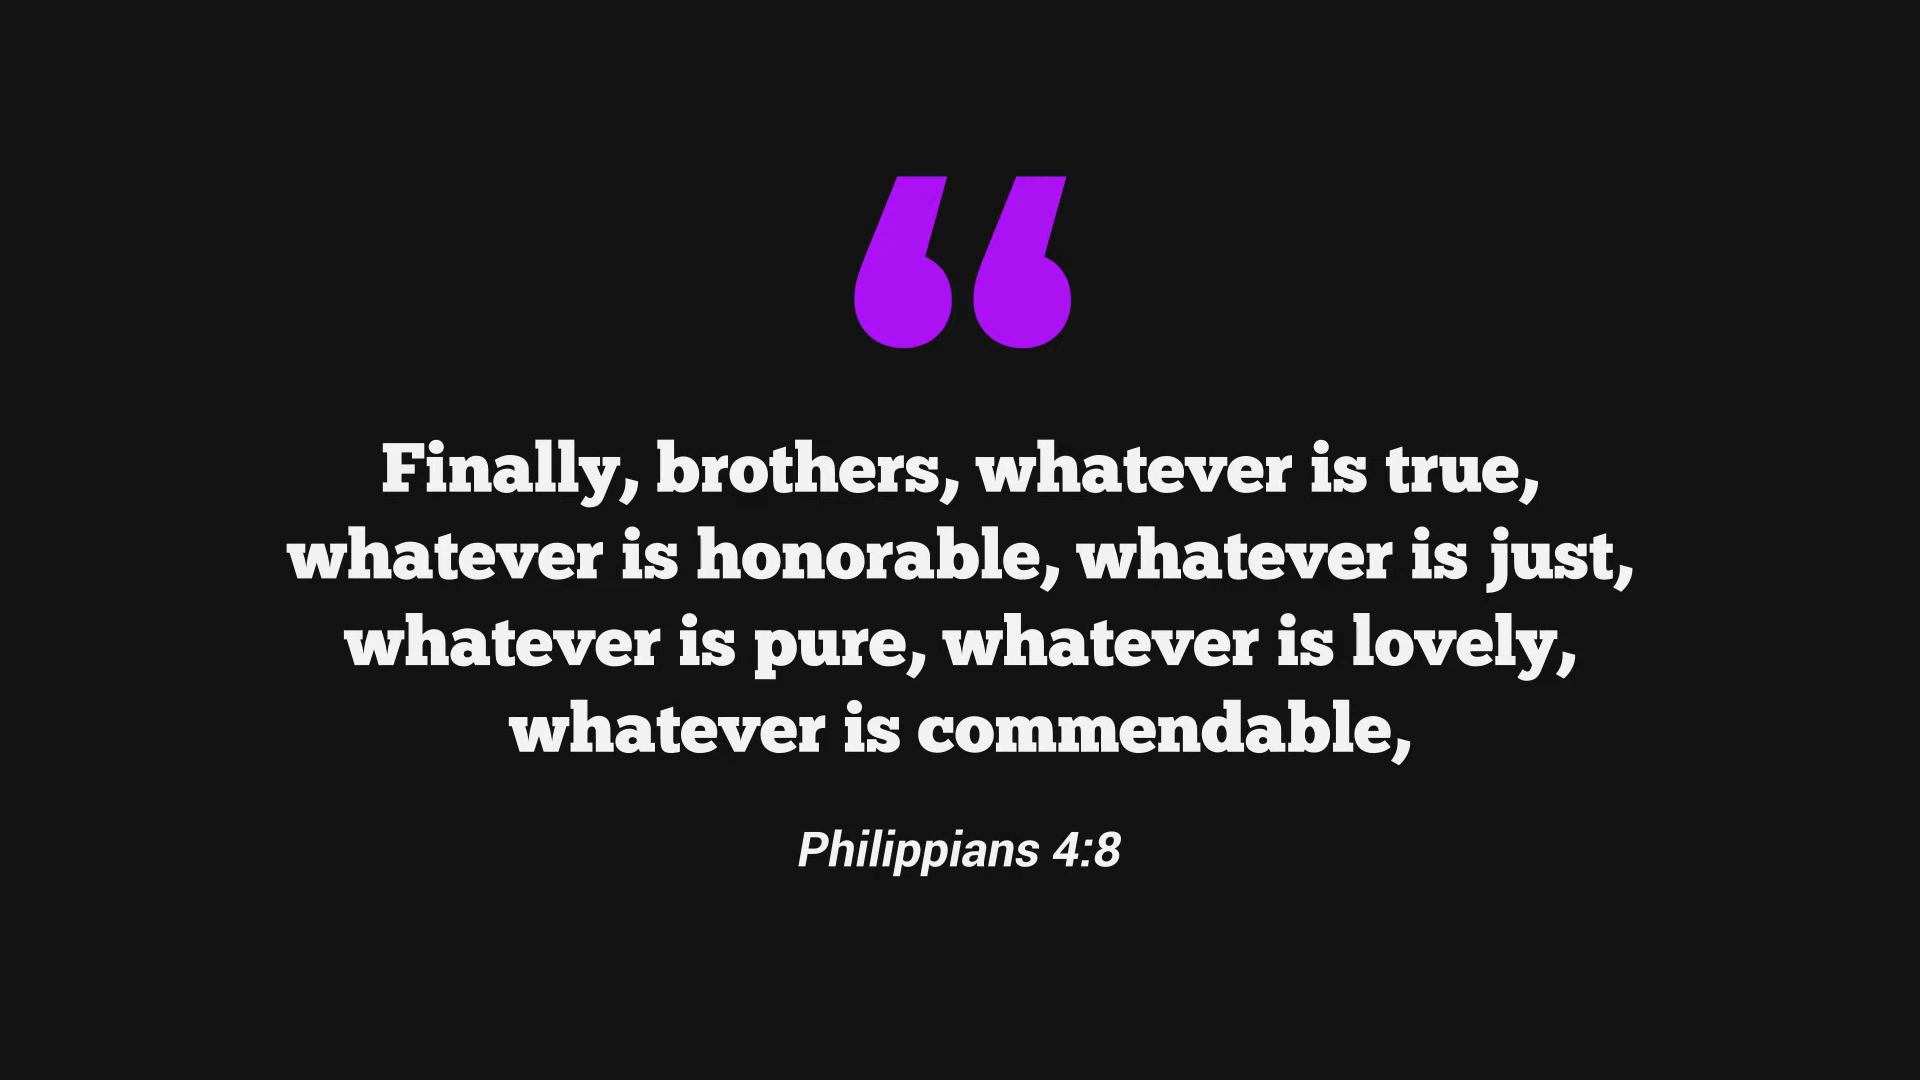 “
Finally, brothers, whatever is true,
whatever is honorable, whatever is just,
whatever is pure, whatever is lovely,
whatever is commendable,
Philippians 4:8